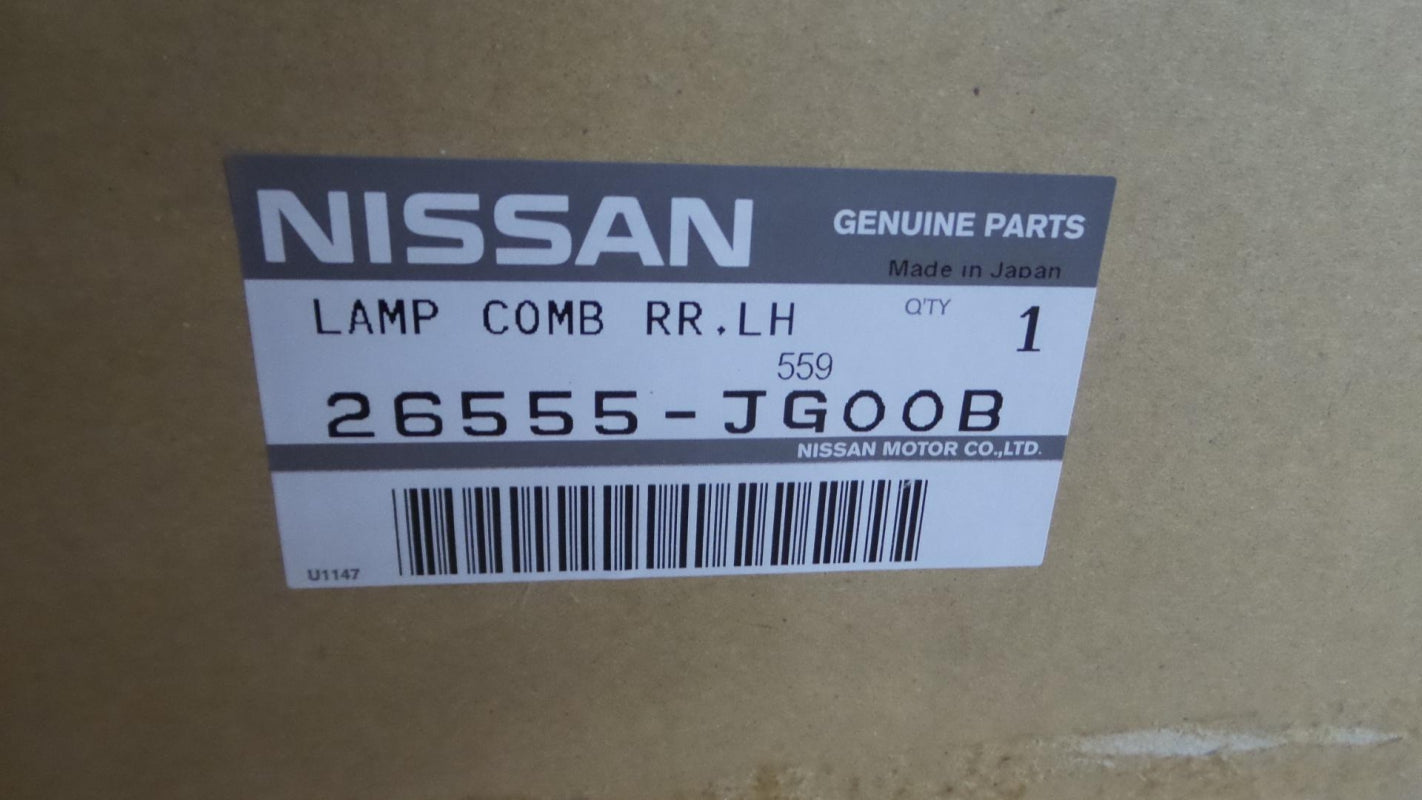 NISSAN GENUINE PARTS
Made in Japan
LAMP COMB RR.LH Q'TY 1
559
26555-JG00B
NISSAN MOTOR CO.,LTD.
U1147